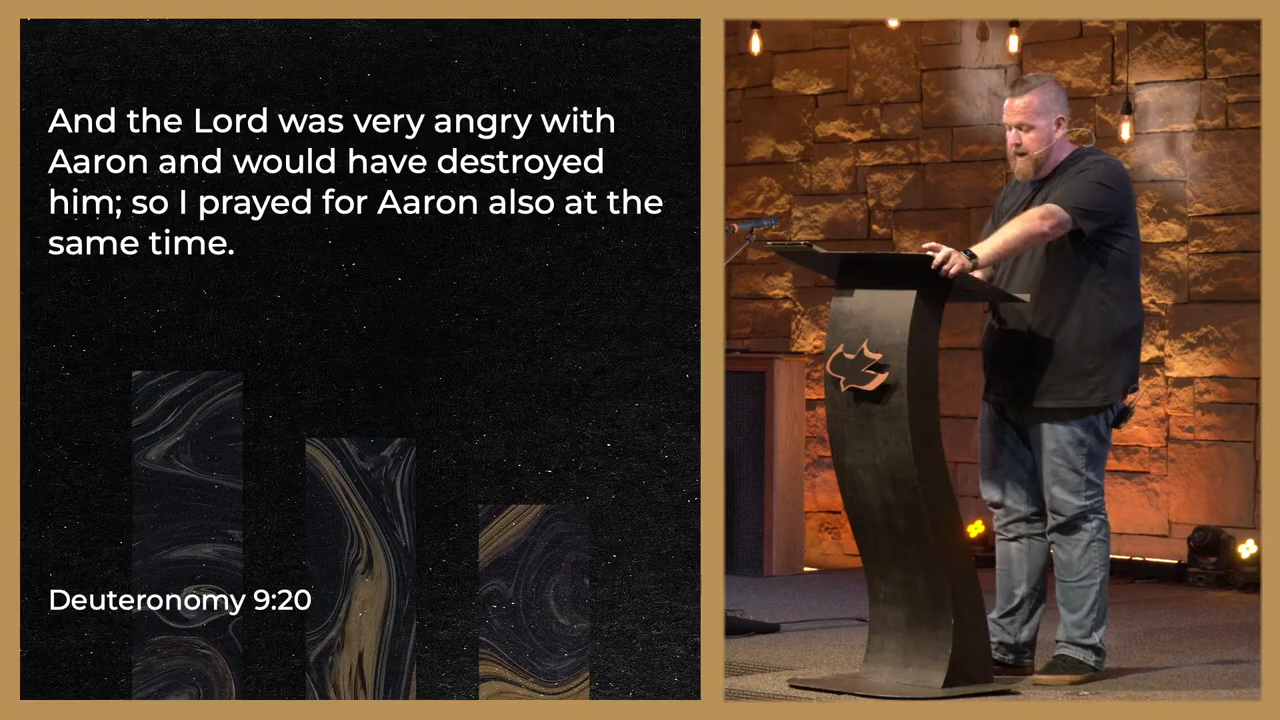 And the Lord was very angry with
Aaron and would have destroyed
him; so I prayed for Aaron also at the
same time.
Deuteronomy 9:20